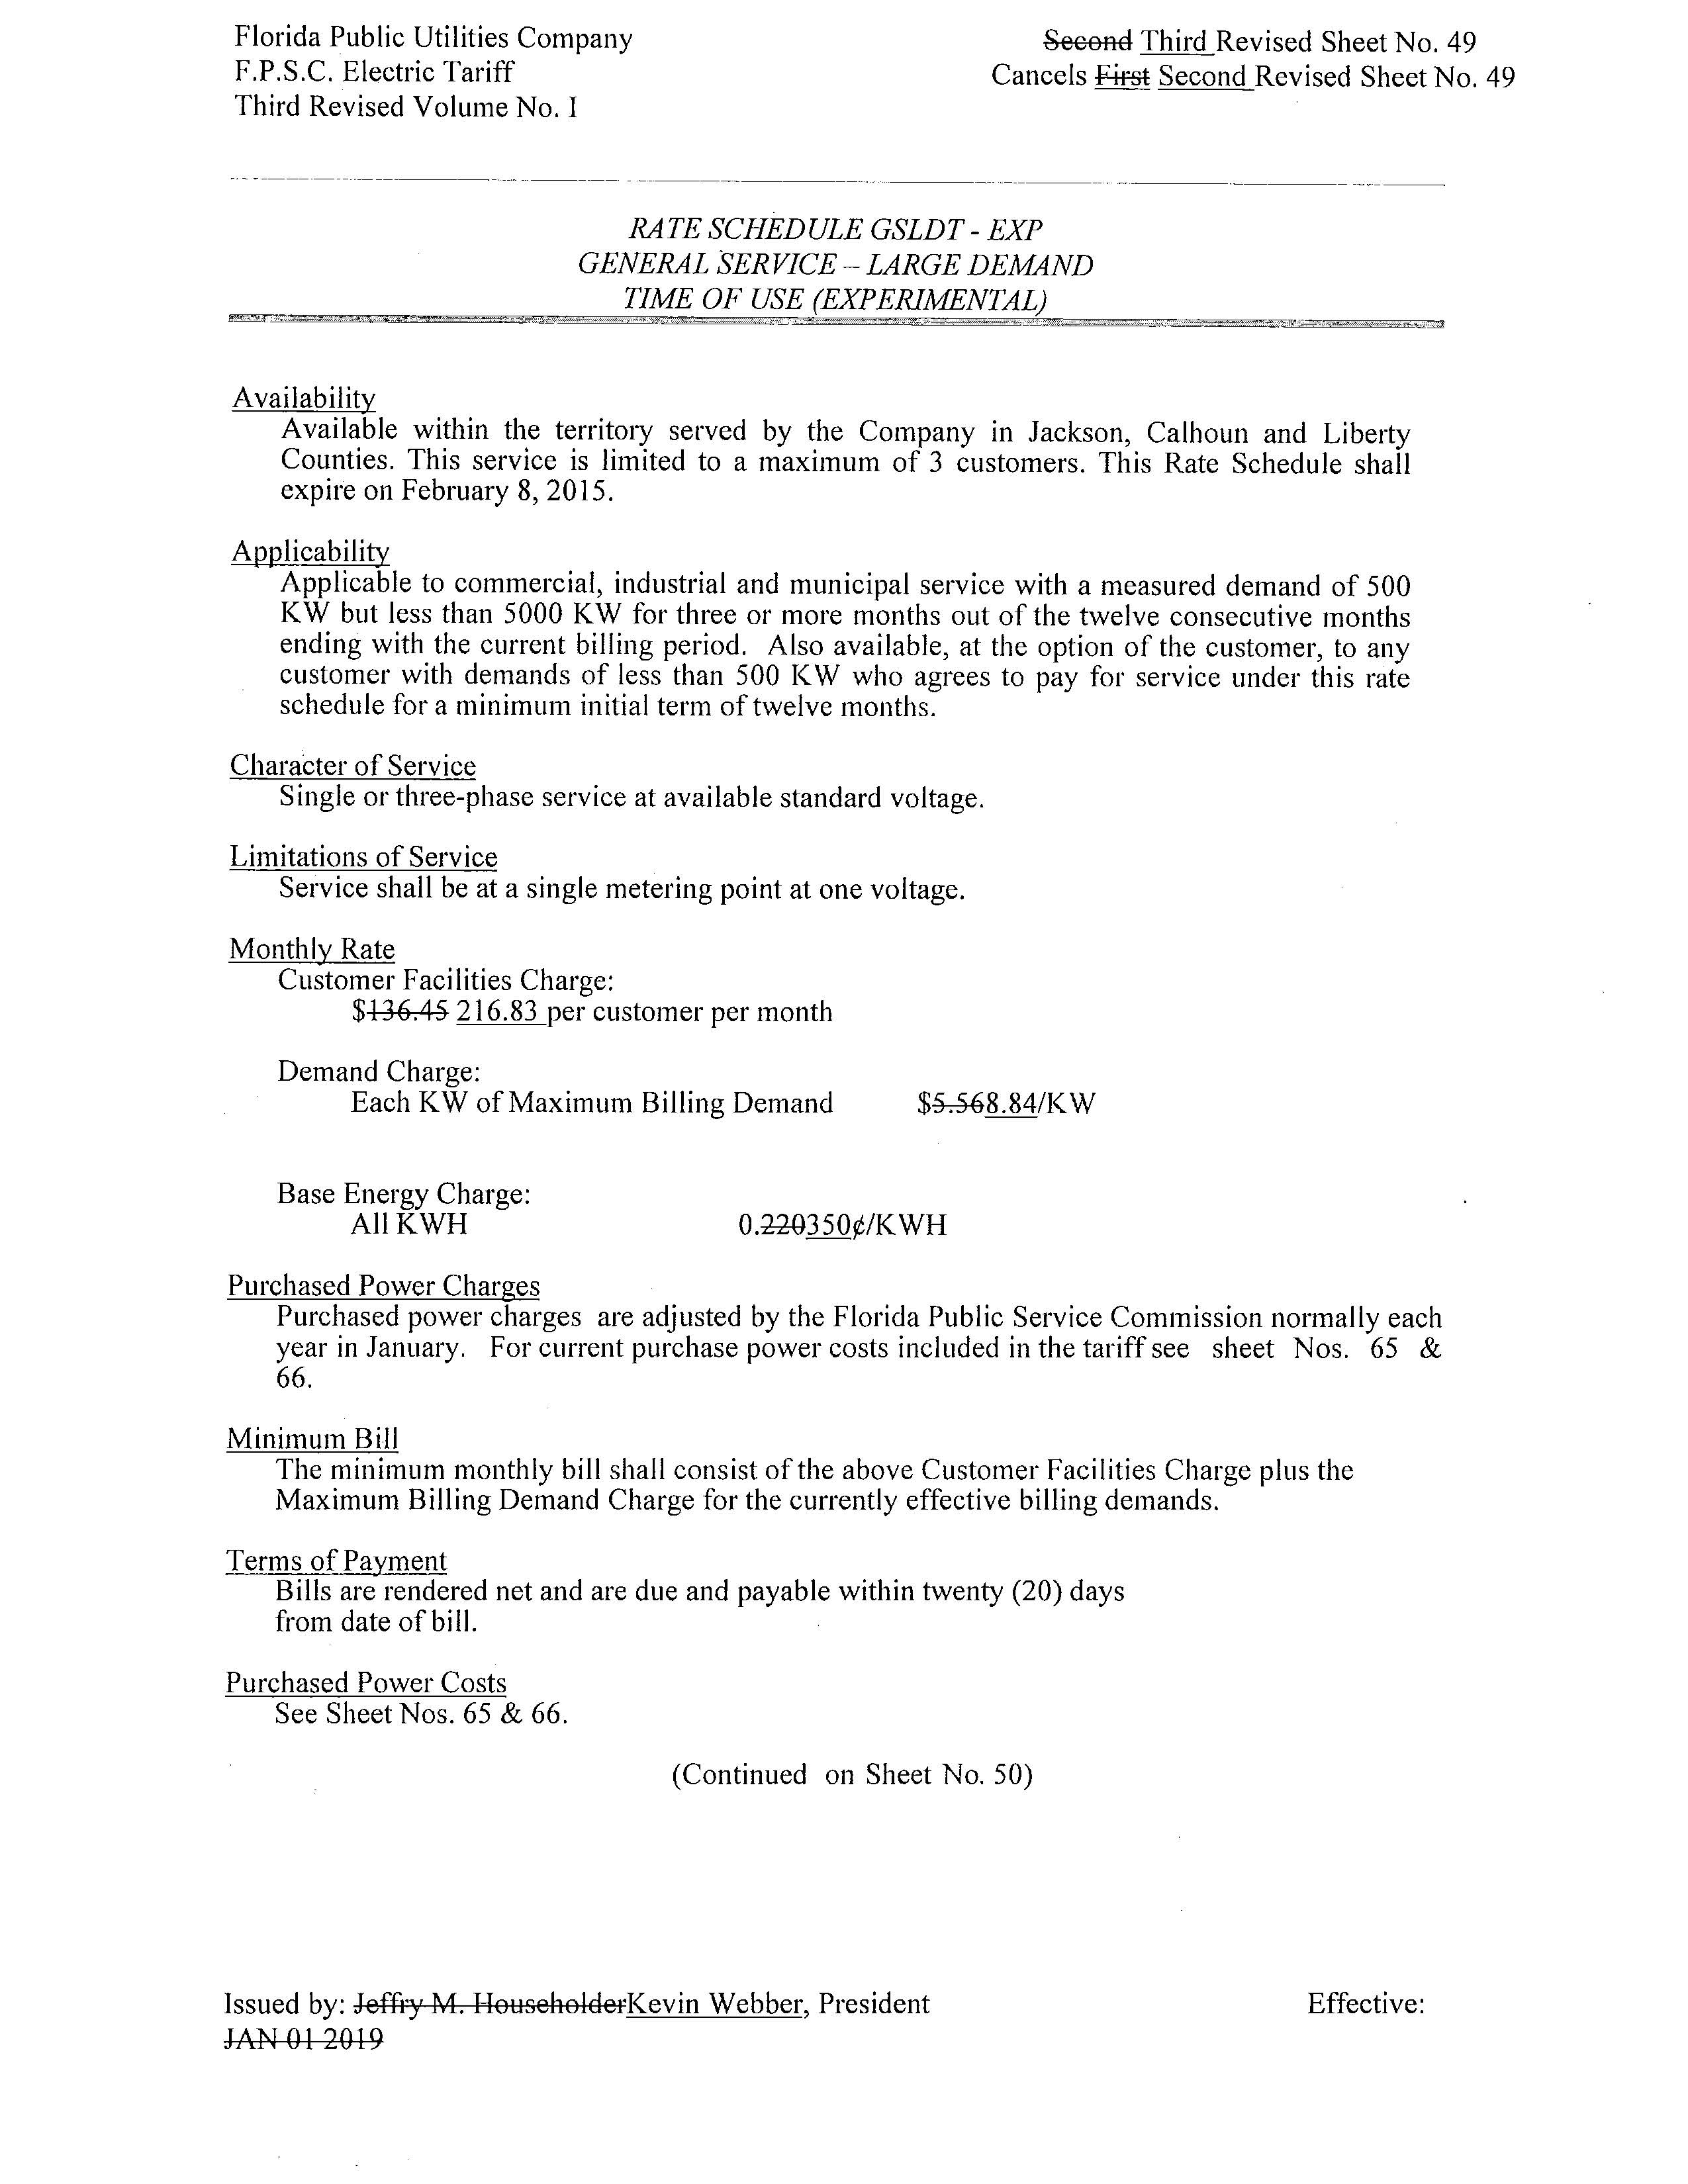 Florida Public Utilities Company
F.P.S.C. Electric Tariff
Third Revised Volume No. I
Second Third Revised Sheet No. 49
Cancels First Second Revised Sheet No. 49
RATE SCHEDULE GSLDT - EXP
GENERAL SERVICE – LARGE DEMAND
TIME OF USE (EXPERIMENTAL)
Availability
Available within the territory served by the Company in Jackson, Calhoun and Liberty
Counties. This service is limited to a maximum of 3 customers. This Rate Schedule shall
expire on February 8, 2015.
Applicability
Applicable to commercial, industrial and municipal service with a measured demand of 500
KW but less than 5000 KW for three or more months out of the twelve consecutive months
ending with the current billing period. Also available, at the option of the customer, to any
customer with demands of less than 500 KW who agrees to pay for service under this rate
schedule for a minimum initial term of twelve months.
Character of Service
Single or three-phase service at available standard voltage.
Limitations of Service
Service shall be at a single metering point at one voltage.
Monthly Rate
Customer Facilities Charge:
$136.45 216.83 per customer per month
Demand Charge:
Each KW of Maximum Billing Demand $5.568.84/KW
Base Energy Charge:
All KWH 0.220350¢/KWH
Purchased Power Charges
Purchased power charges are adjusted by the Florida Public Service Commission normally each
year in January. For current purchase power costs included in the tariff see sheet Nos. 65 &
66.
Minimum Bill
The minimum monthly bill shall consist of the above Customer Facilities Charge plus the
Maximum Billing Demand Charge for the currently effective billing demands.
Terms of Payment
Bills are rendered net and are due and payable within twenty (20) days
from date of bill.
Purchased Power Costs
See Sheet Nos. 65 & 66.
(Continued on Sheet No. 50)
Issued by: Jeffry M. HouseholderKevin Webber, President Effective:
JAN 01 2019